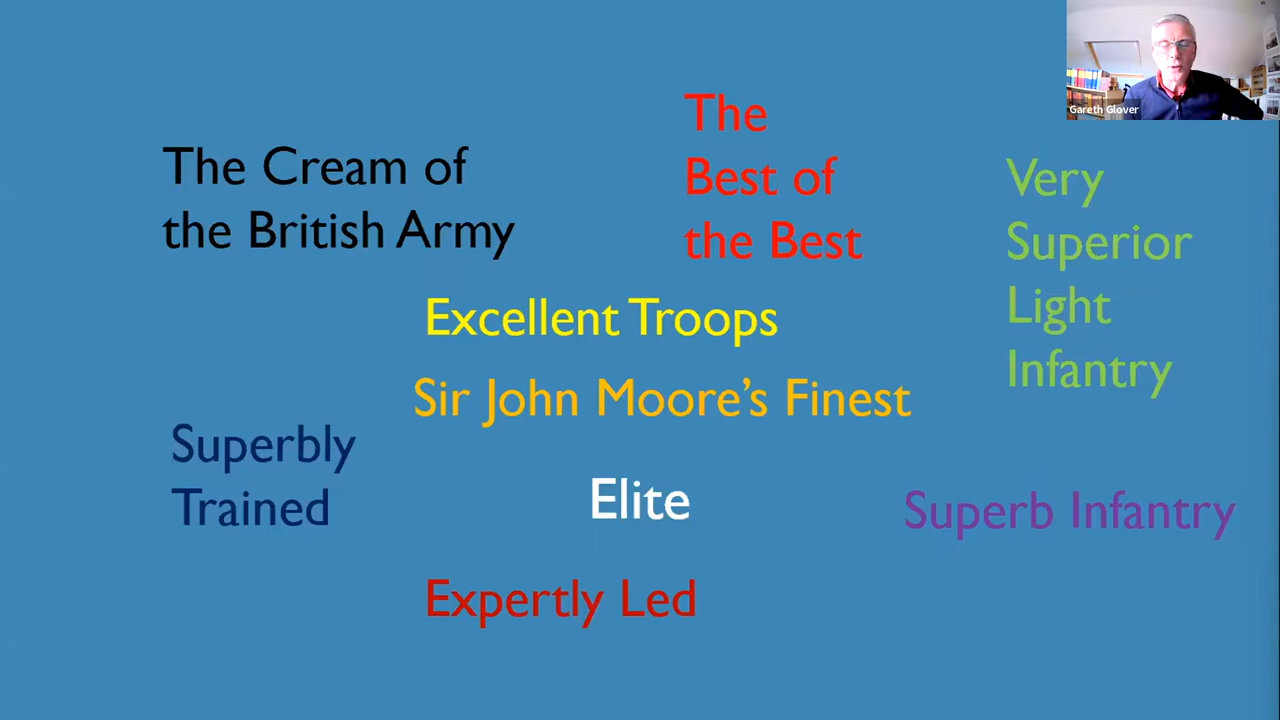 Gareth Glover
The Cream of
the British Army
The
Best of
the Best
Very
Superior
Light
Infantry
Excellent Troops
Sir John Moore's Finest
Superbly
Trained
Elite
Superb Infantry
Expertly Led